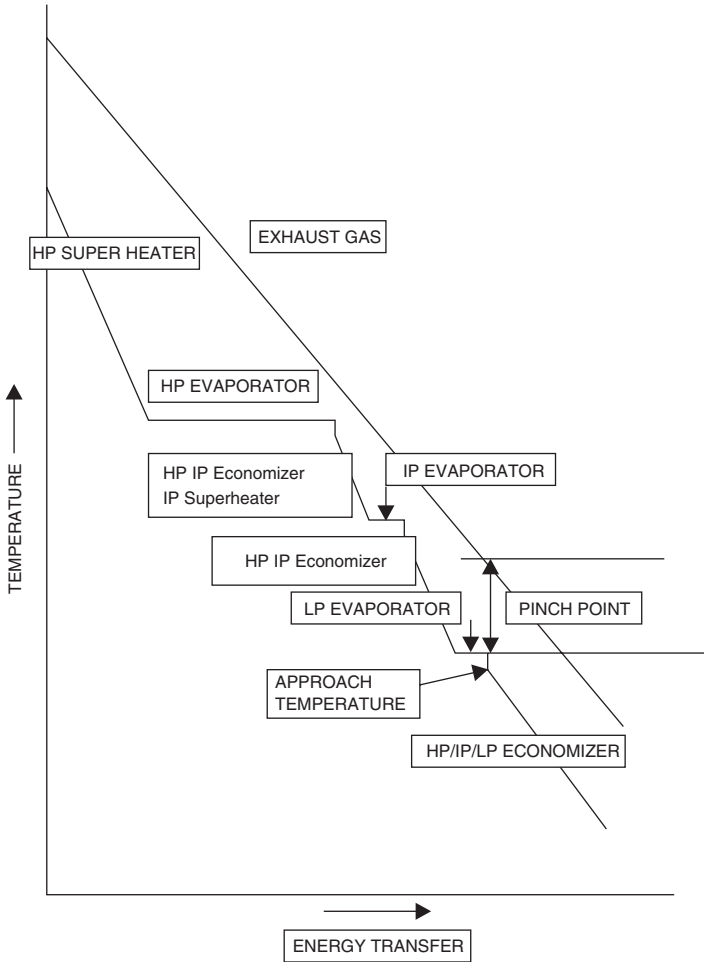 EXHAUST GAS
HP SUPER HEATER
HP EVAPORATOR
HP IP Economizer
IP Superheater
IP EVAPORATOR
HP IP Economizer
LP EVAPORATOR
PINCH POINT
APPROACH
TEMPERATURE
HP/IP/LP ECONOMIZER
TEMPERATURE
ENERGY TRANSFER